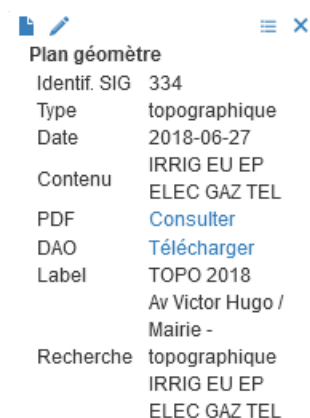 Plan géomètre
Identif. SIG 334
Type topographique
Date 2018-06-27
Contenu IRRIG EU EP
ELEC GAZ TEL
PDF Consulter
DAO Télécharger
Label TOPO 2018
Av Victor Hugo /
Mairie -
Recherche topographique
IRRIG EU EP
ELEC GAZ TEL